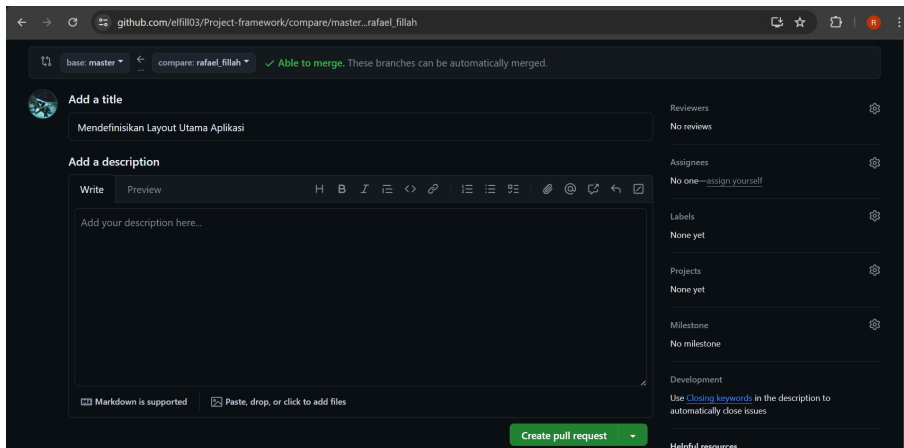 github.com/elfill03/Project-framework/compare/master...rafael_fillah
R
base: master
compare: rafael_fillah
Able to merge. These branches can be automatically merged.
Add a title
Mendefinisikan Layout Utama Aplikasi
Add a description
Write Preview
Add your description here...
Markdown is supported
Paste, drop, or click to add files
Create pull request
Reviewers
No reviews
Assignees
No one—assign yourself
Labels
None yet
Projects
None yet
Milestone
No milestone
Development
Use Closing keywords in the description to
automatically close issues
Helpful resources